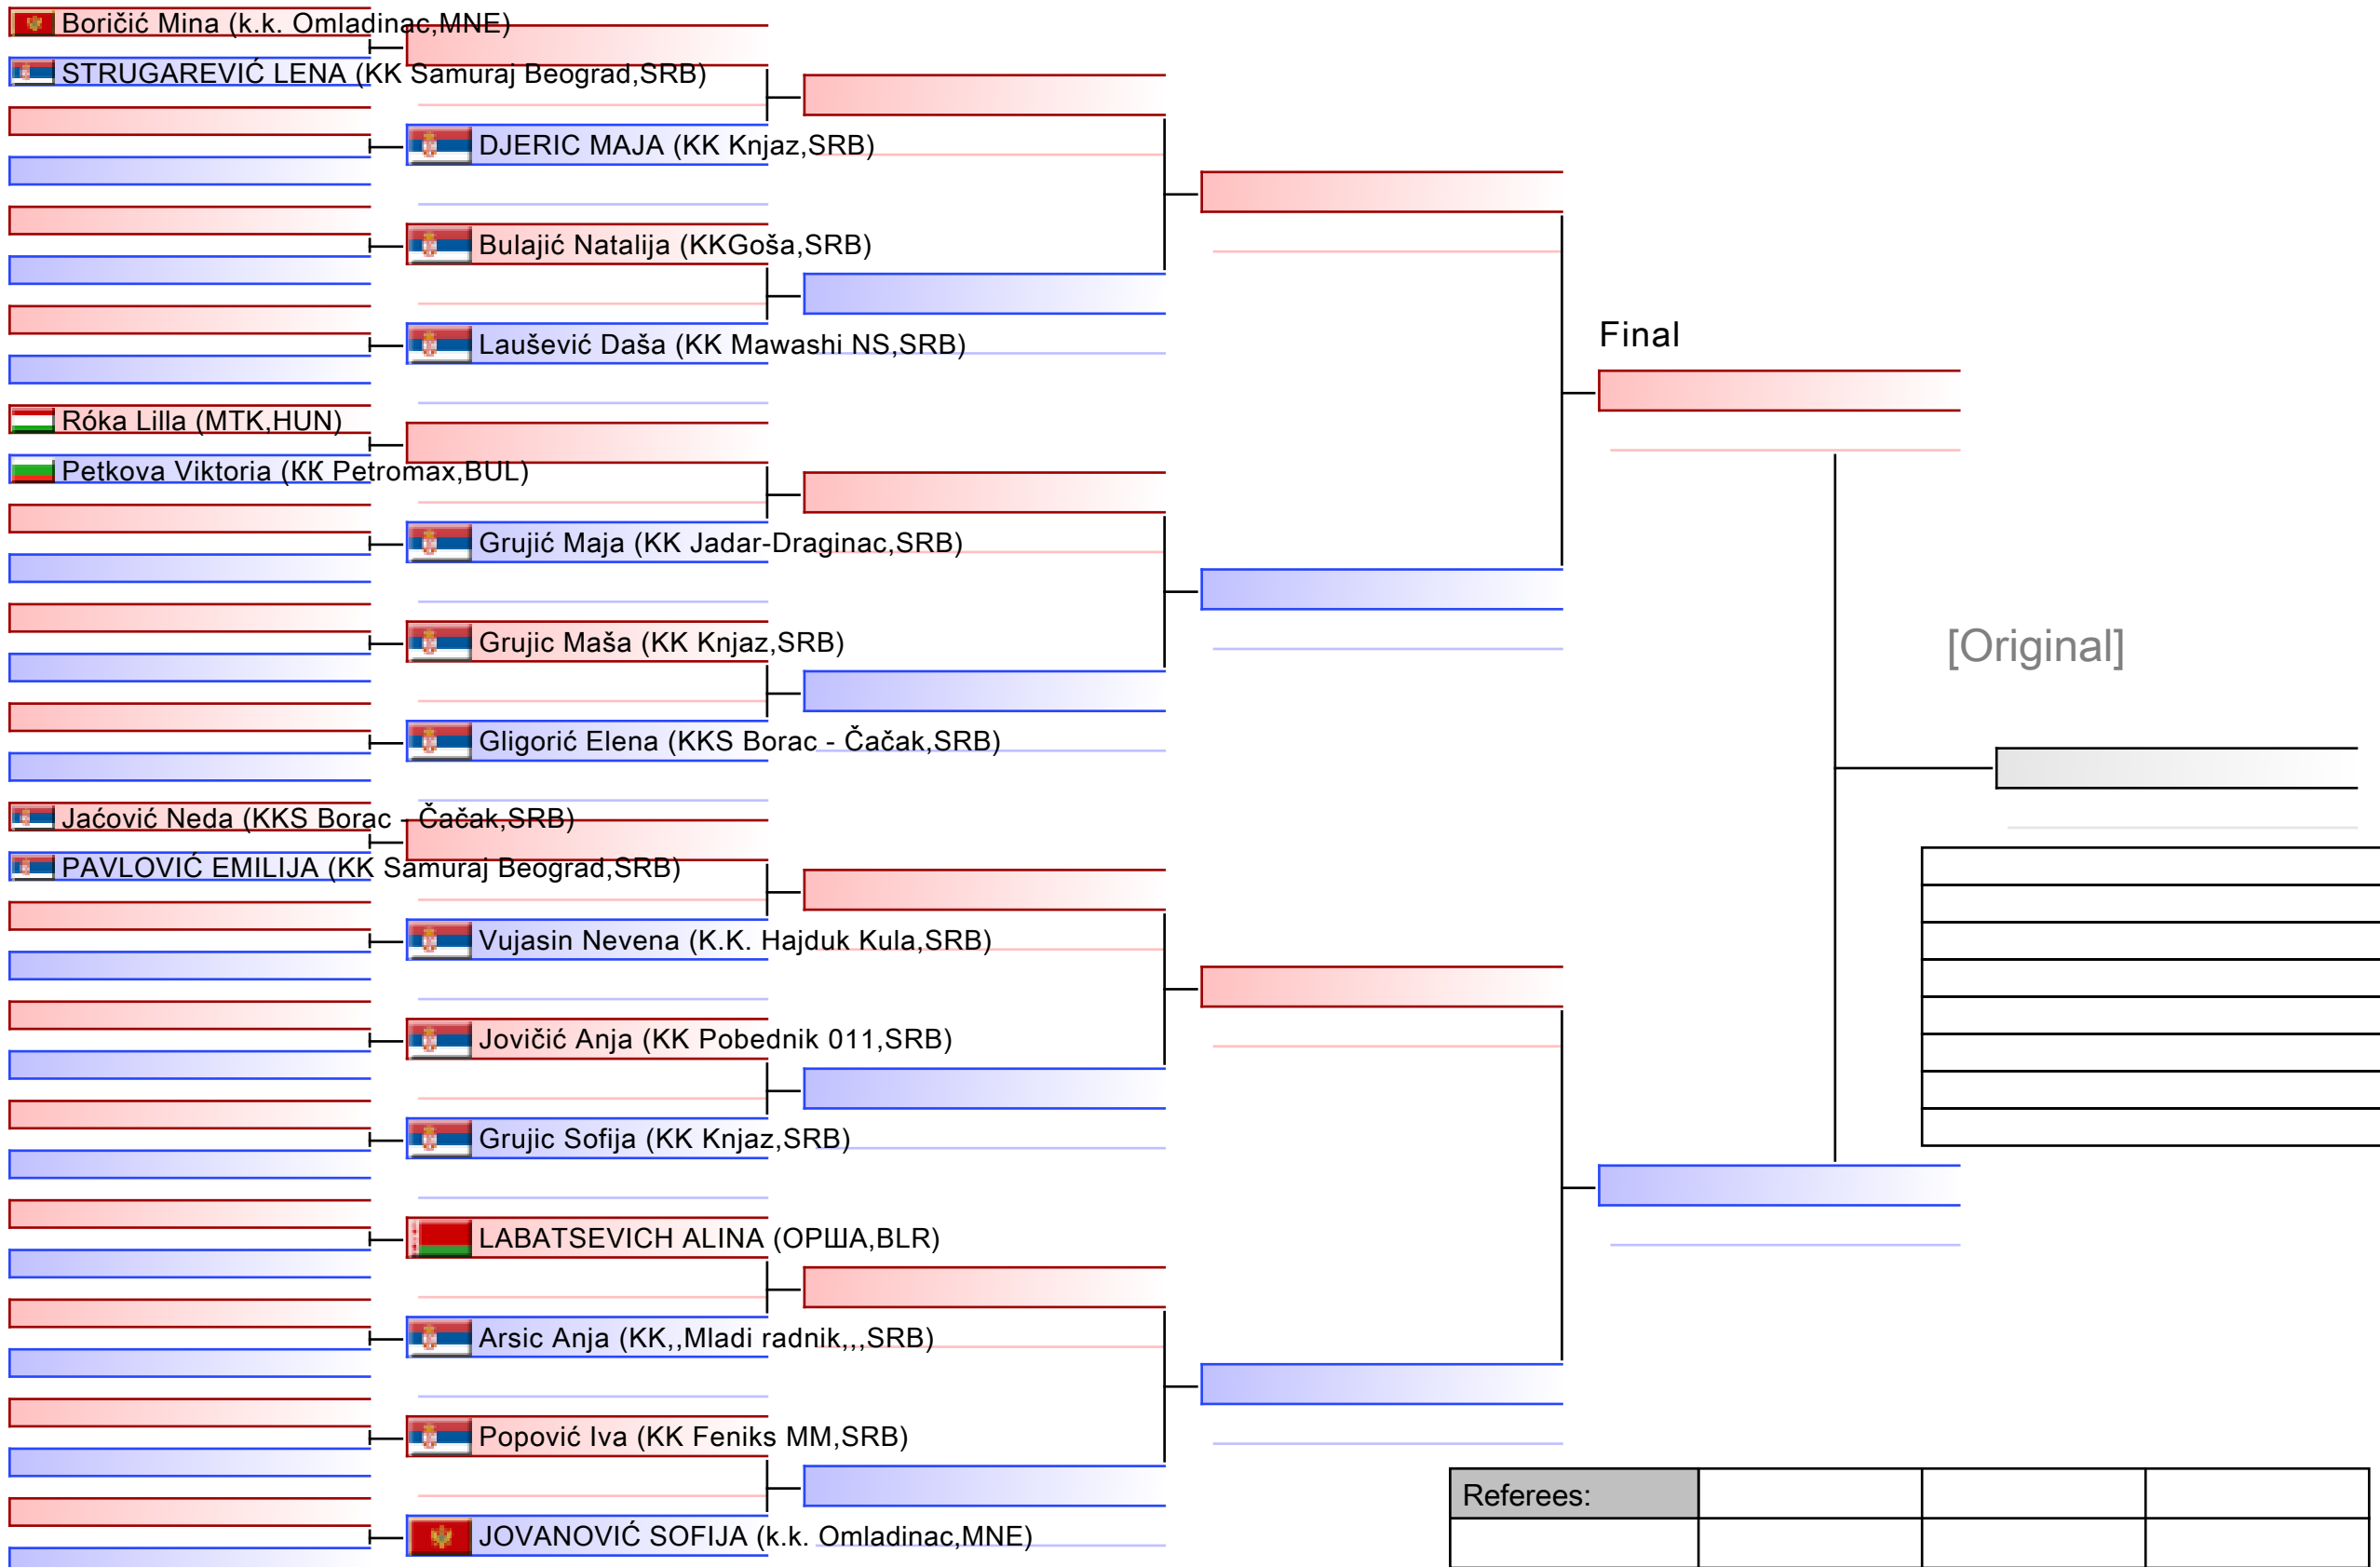 Boričić Mina (k.k. Omladinac,MNE)
STRUGAREVIĆ LENA (KK Samuraj Beograd,SRB)
DJERIC MAJA (KK Knjaz,SRB)
Bulajić Natalija (KKGoša,SRB)
Laušević Daša (KK Mawashi NS,SRB)
Final
Róka Lilla (MTK,HUN)
Petkova Viktoria (КК Petromax,BUL)
Grujić Maja (KK Jadar-Draginac,SRB)
Grujic Maša (KK Knjaz,SRB)
[Original]
Gligorić Elena (KKS Borac - Čačak,SRB)
Jaćović Neda (KKS Borac - Čačak,SRB)
PAVLOVIĆ EMILIJA (KK Samuraj Beograd,SRB)
Vujasin Nevena (K.K. Hajduk Kula,SRB)
Jovičić Anja (KK Pobednik 011,SRB)
Grujic Sofija (KK Knjaz,SRB)
LABATSEVICH ALINA (ОРША,BLR)
Arsic Anja (KK,,Mladi radnik,,,SRB)
Popović Iva (KK Feniks MM,SRB)
Referees:
JOVANOVIĆ SOFIJA (k.k. Omladinac,MNE)